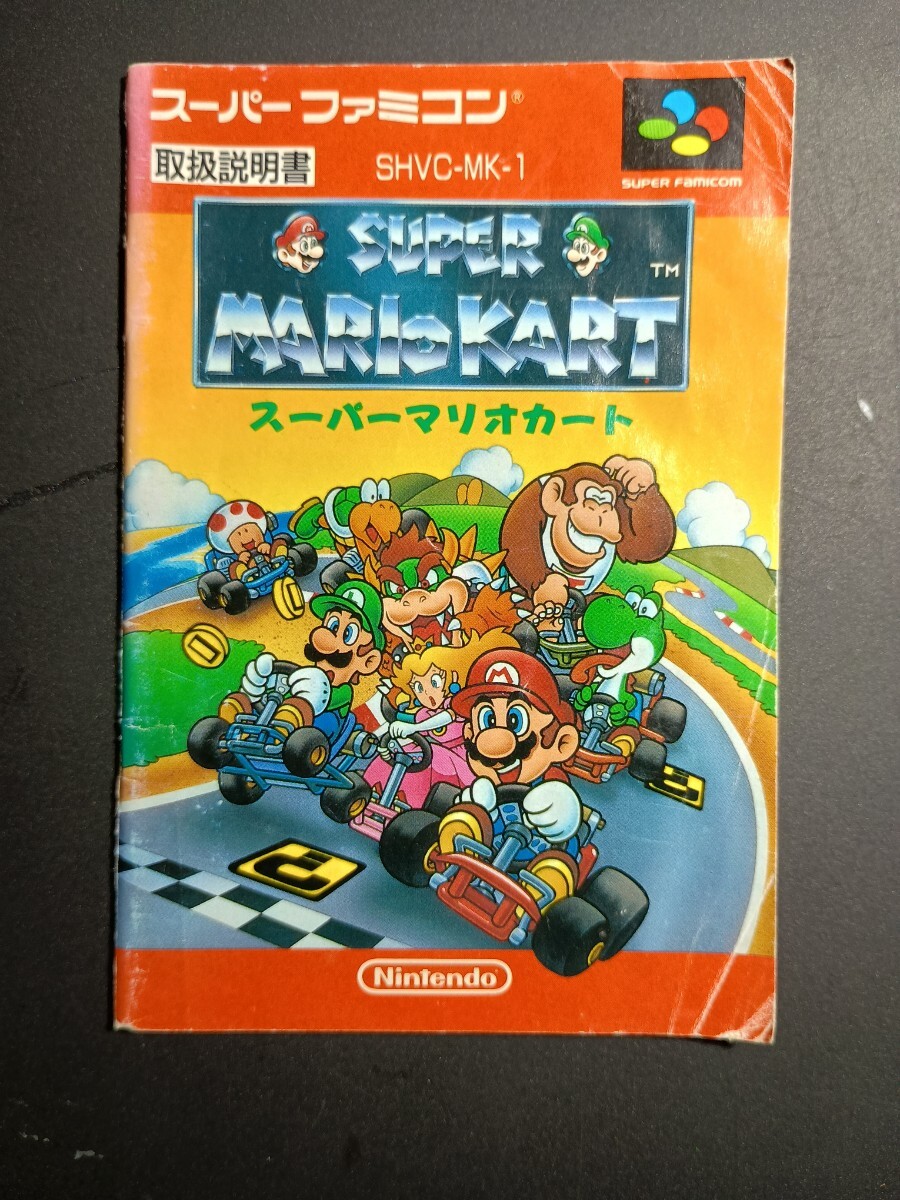 スーパーファミコン®
取扱説明書 SHVC-MK-1
SUPER FAMICOM
SUPER
MARIO KART TM
スーパーマリオカート
M
Nintendo